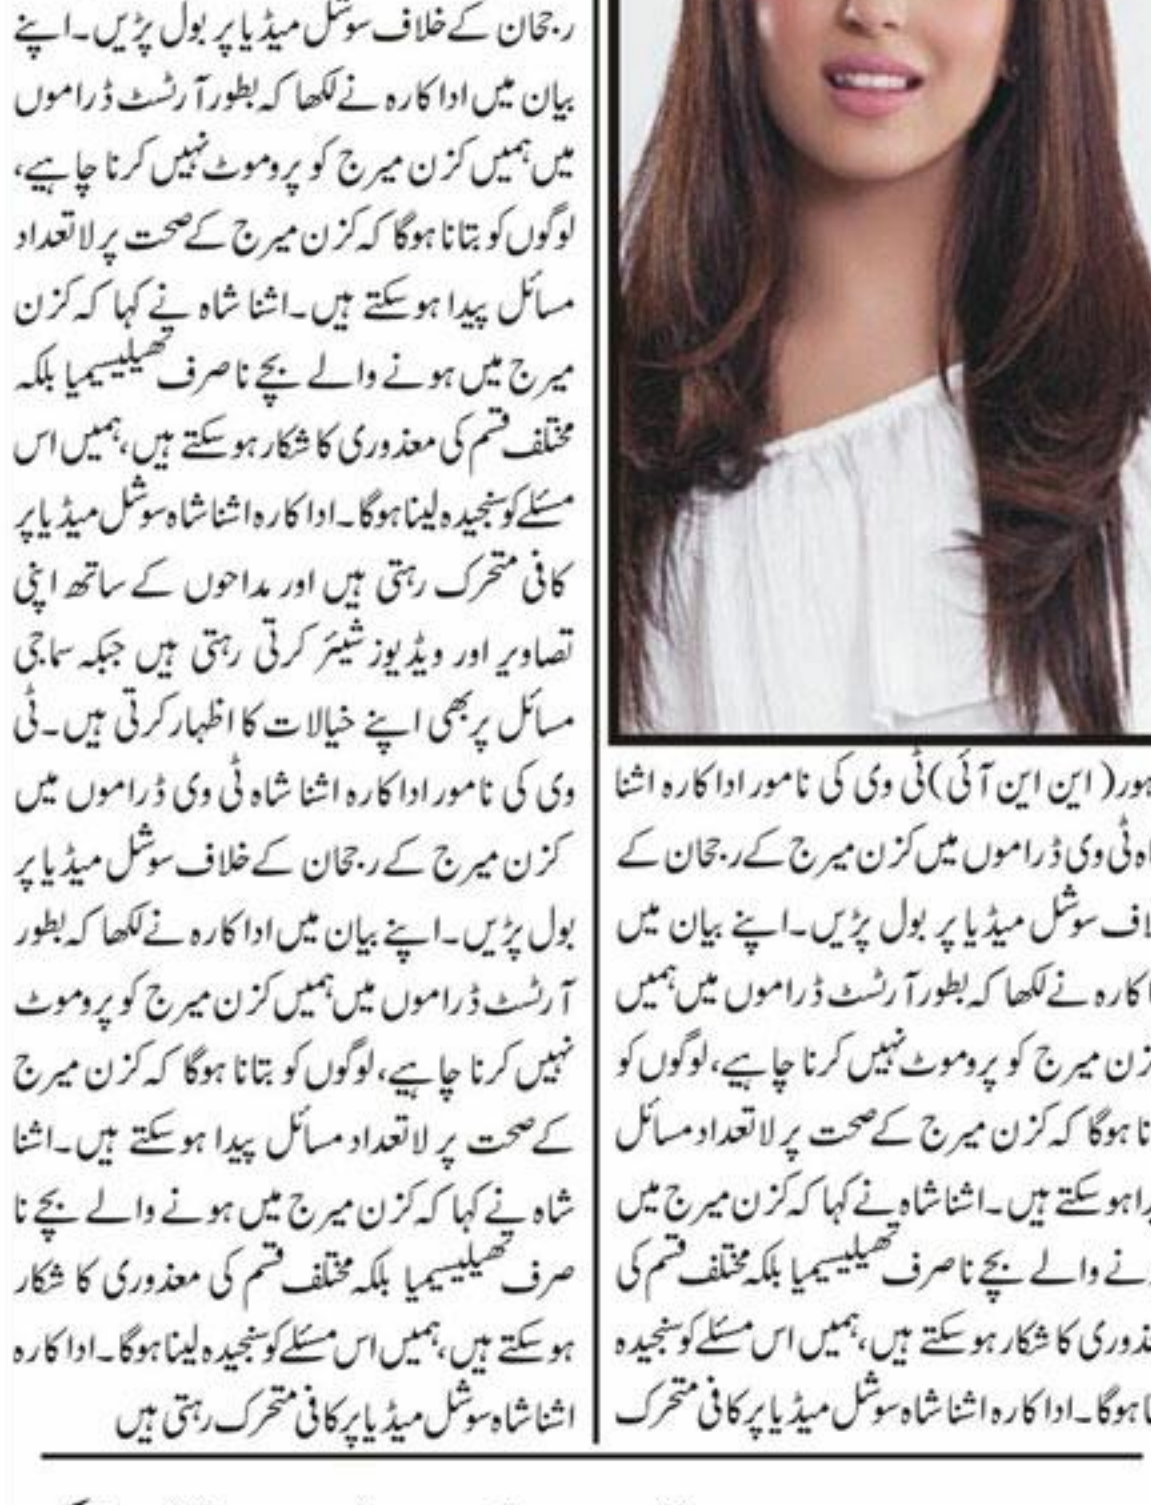 ہور( این این آئی)ٹی وی کی نامور اداکارہ اشنا
اہ ٹی وی ڈراموں میں کزن میرج کے رجحان کے
لاف سوشل میڈیا پر بول پڑیں۔اپنے بیان میں
ا کارہ نے لکھا کہ بطور آرٹسٹ ڈراموں میں ہمیں
زن میرج کو پروموٹ نہیں کرنا چاہیے،لوگوں کو
نا ہوگا کہ کزن میرج کے صحت پر لاتعداد مسائل
یدا ہوسکتے ہیں۔اشنا شاہ نے کہا کہ کزن میرج میں
ونے والے بچے نا صرف تھیلیسیمیا بلکہ مختلف قسم کی
عذوری کا شکار ہوسکتے ہیں،ہمیں اس مسئلے کو سنجیدہ
نا ہوگا۔اداکارہ اشنا شاہ سوشل میڈیا پر کافی متحرک
رجحان کے خلاف سوشل میڈیا پر بول پڑیں۔اپنے
بیان میں اداکارہ نے لکھا کہ بطور آرٹسٹ ڈراموں
میں ہمیں کزن میرج کو پروموٹ نہیں کرنا چاہیے،
لوگوں کو بتانا ہوگا کہ کزن میرج کے صحت پر لاتعداد
مسائل پیدا ہوسکتے ہیں۔اشنا شاہ نے کہا کہ کزن
میرج میں ہونے والے بچے نا صرف تھیلیسیمیا بلکہ
مختلف قسم کی معذوری کا شکار ہوسکتے ہیں،ہمیں اس
مسئلے کو سنجیدہ لینا ہوگا۔اداکارہ اشنا شاہ سوشل میڈیا پر
کافی متحرک رہتی ہیں اور مداحوں کے ساتھ اپنی
تصاویر اور ویڈیوز شیئر کرتی رہتی ہیں جبکہ سماجی
مسائل پر بھی اپنے خیالات کا اظہار کرتی ہیں۔ٹی
وی کی نامور اداکارہ اشنا شاہ ٹی وی ڈراموں میں
کزن میرج کے رجحان کے خلاف سوشل میڈیا پر
بول پڑیں۔اپنے بیان میں اداکارہ نے لکھا کہ بطور
آرٹسٹ ڈراموں میں ہمیں کزن میرج کو پروموٹ
نہیں کرنا چاہیے،لوگوں کو بتانا ہوگا کہ کزن میرج
کے صحت پر لاتعداد مسائل پیدا ہوسکتے ہیں۔اشنا
شاہ نے کہا کہ کزن میرج میں ہونے والے بچے نا
صرف تھیلیسیمیا بلکہ مختلف قسم کی معذوری کا شکار
ہوسکتے ہیں،ہمیں اس مسئلے کو سنجیدہ لینا ہوگا۔اداکارہ
اشنا شاہ سوشل میڈیا پر کافی متحرک رہتی ہیں